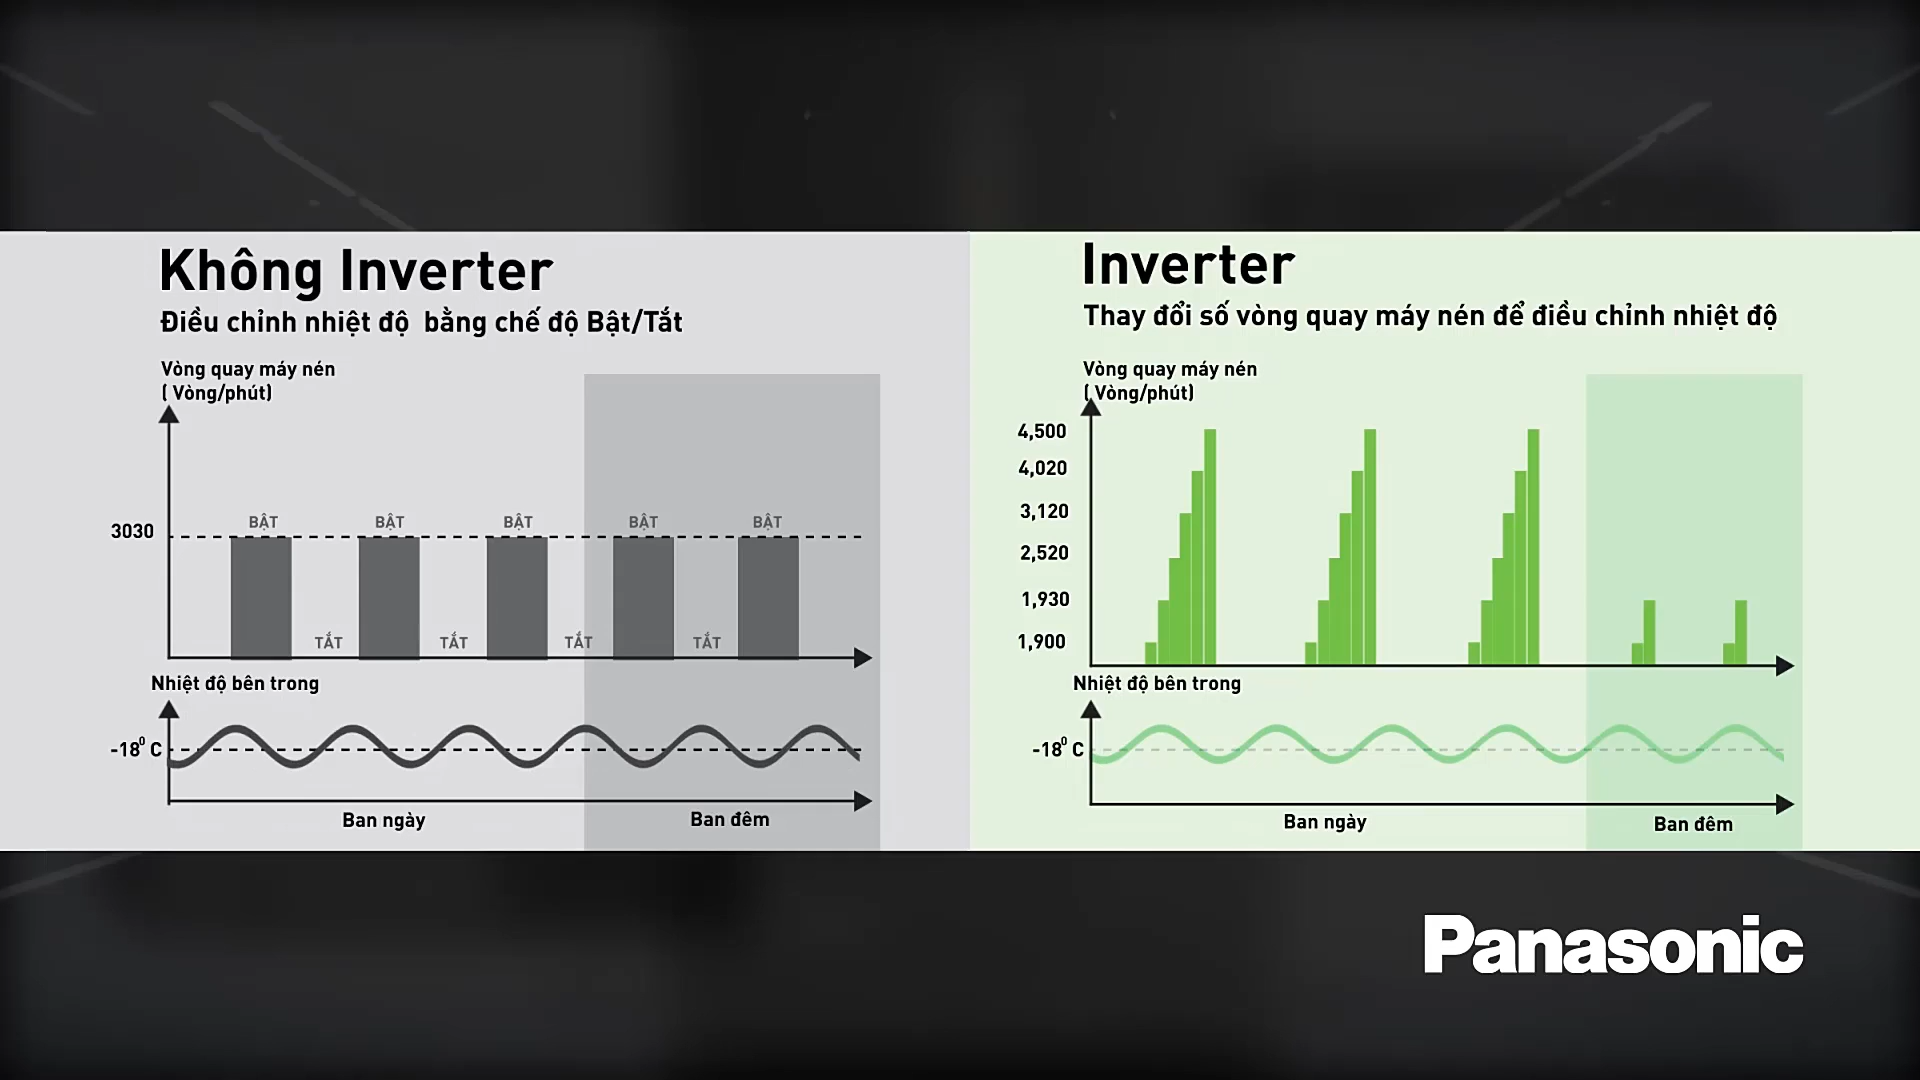 Không Inverter
Điều chỉnh nhiệt độ bằng chế độ Bật/Tắt
Vòng quay máy nén
( Vòng/phút)
3030
BẬT BẬT BẬT BẬT BẬT
TẮT TẮT TẮT TẮT
Nhiệt độ bên trong
-18⁰ C
Ban ngày Ban đêm
Inverter
Thay đổi số vòng quay máy nén để điều chỉnh nhiệt độ
Vòng quay máy nén
( Vòng/phút)
4,500
4,020
3,120
2,520
1,930
1,900
Nhiệt độ bên trong
-18⁰ C
Ban ngày Ban đêm
Panasonic